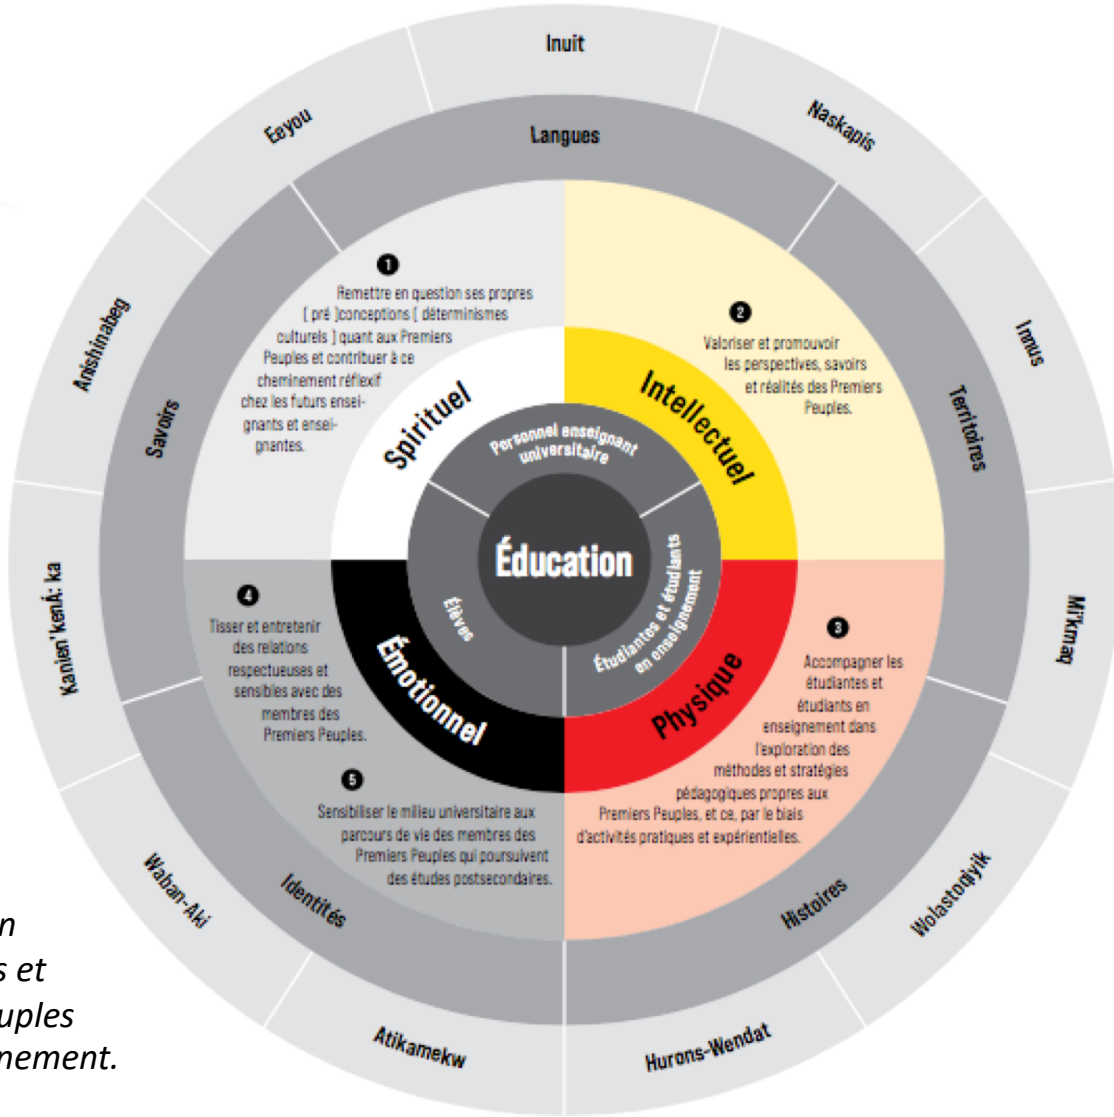 Inuit
Naskapis
Innus
Mi'kmaq
Wolastoqiyik
Hurons-Wendat
Atikamekw
Waban-Aki
Kanien'kenÁ: ka
Anishinabeg
Eeyou
Langues
Territoires
Histoires
Identités
Savoirs
1
Remettre en question ses propres
[ pré ]conceptions [ déterminismes
culturels ] quant aux Premiers
Peuples et contribuer à ce
cheminement réflexif
chez les futurs ensei-
gnants et ensei-
gnantes.
2
Valoriser et promouvoir
les perspectives, savoirs
et réalités des Premiers
Peuples.
3
Accompagner les
étudiantes et
étudiants en
enseignement dans
l'exploration des
méthodes et stratégies
pédagogiques propres aux
Premiers Peuples, et ce, par le biais
d'activités pratiques et expérientielles.
4
Tisser et entretenir
des relations
respectueuses et
sensibles avec des
membres des
Premiers Peuples.
5
Sensibiliser le milieu universitaire aux
parcours de vie des membres des
Premiers Peuples qui poursuivent
des études postsecondaires.
Spirituel
Intellectuel
Physique
Émotionnel
Personnel enseignant
universitaire
Étudiantes et étudiants
en enseignement
Élèves
Éducation
n
s et
uples
nement.